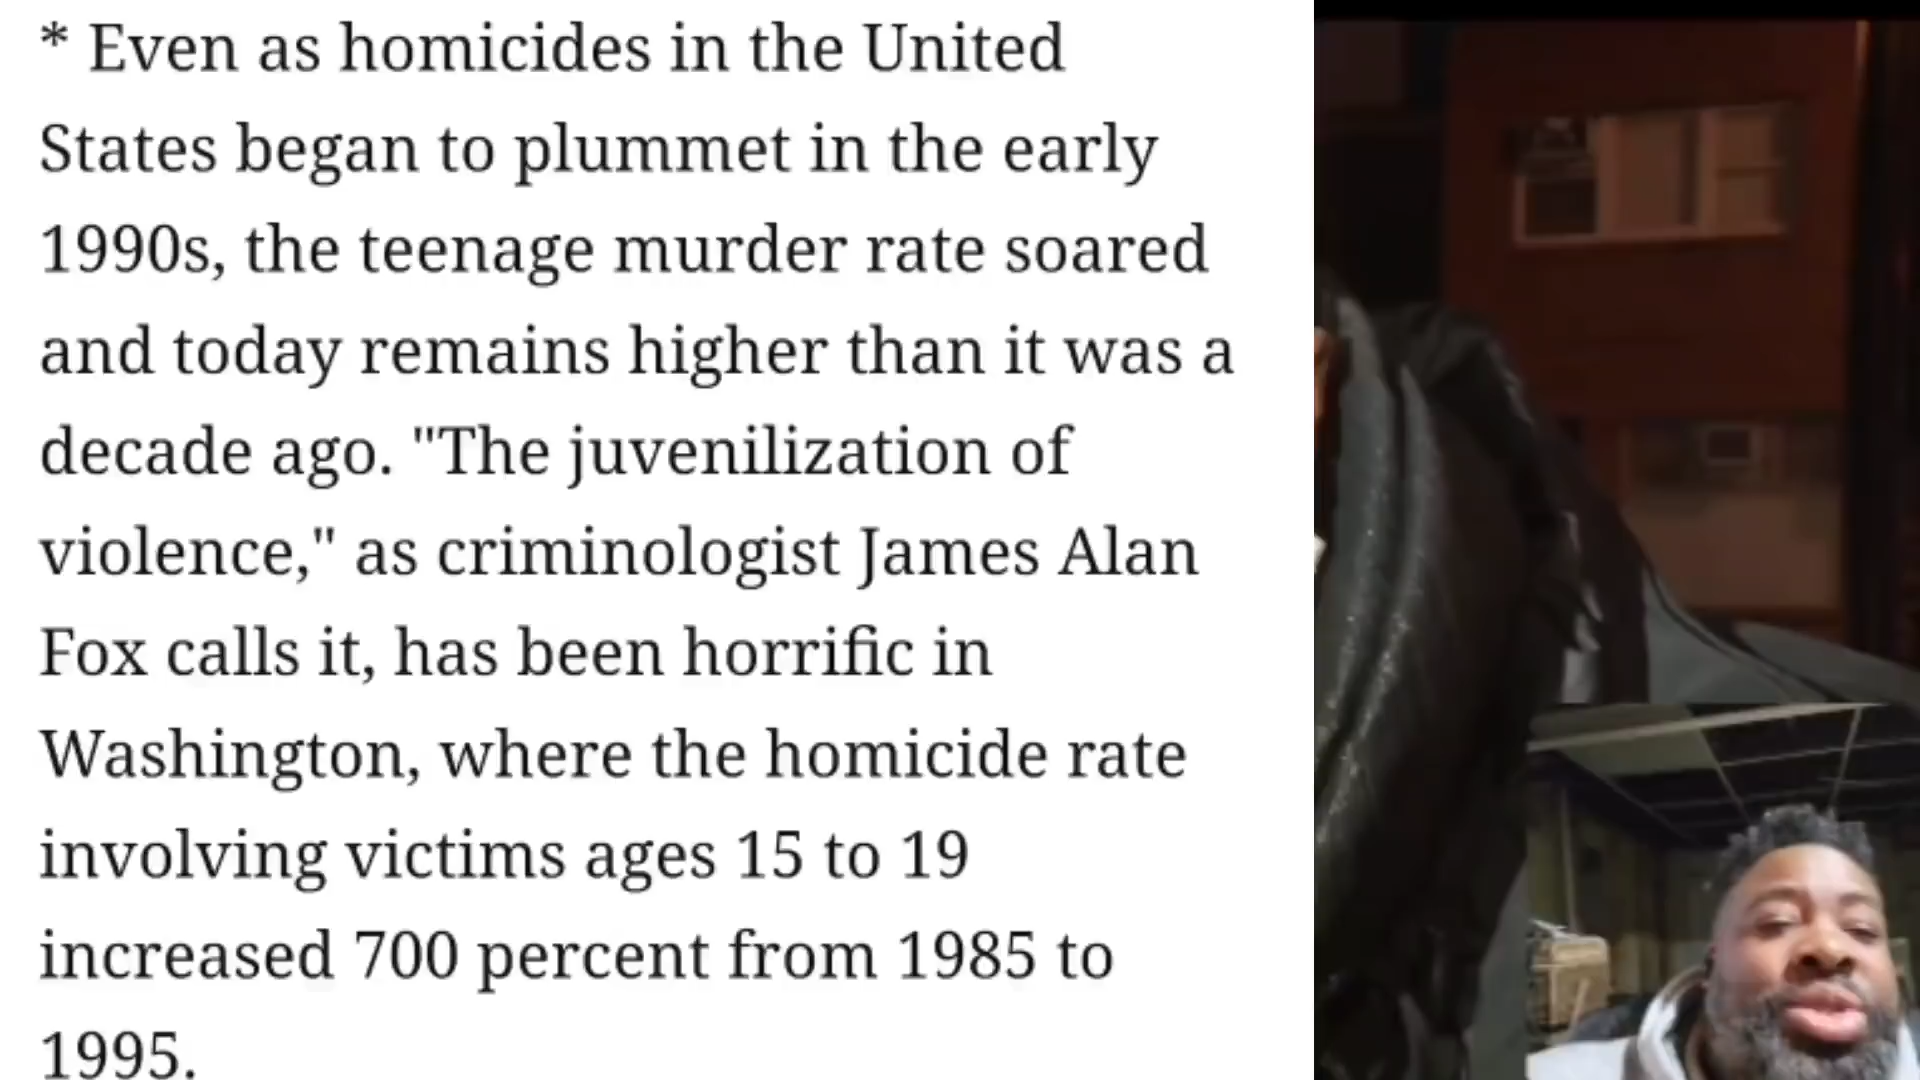 * Even as homicides in the United
States began to plummet in the early
1990s, the teenage murder rate soared
and today remains higher than it was a
decade ago. "The juvenilization of
violence," as criminologist James Alan
Fox calls it, has been horrific in
Washington, where the homicide rate
involving victims ages 15 to 19
increased 700 percent from 1985 to
1995.